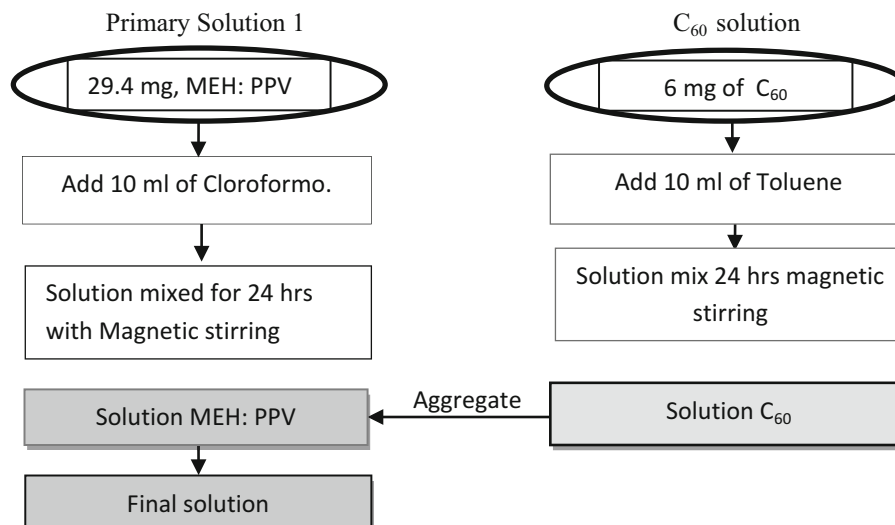 Primary Solution 1
29.4 mg, MEH: PPV
Add 10 ml of Cloroformo.
Solution mixed for 24 hrs
with Magnetic stirring
Solution MEH: PPV
Final solution
Aggregate
C₆₀ solution
6 mg of C₆₀
Add 10 ml of Toluene
Solution mix 24 hrs magnetic
stirring
Solution C₆₀